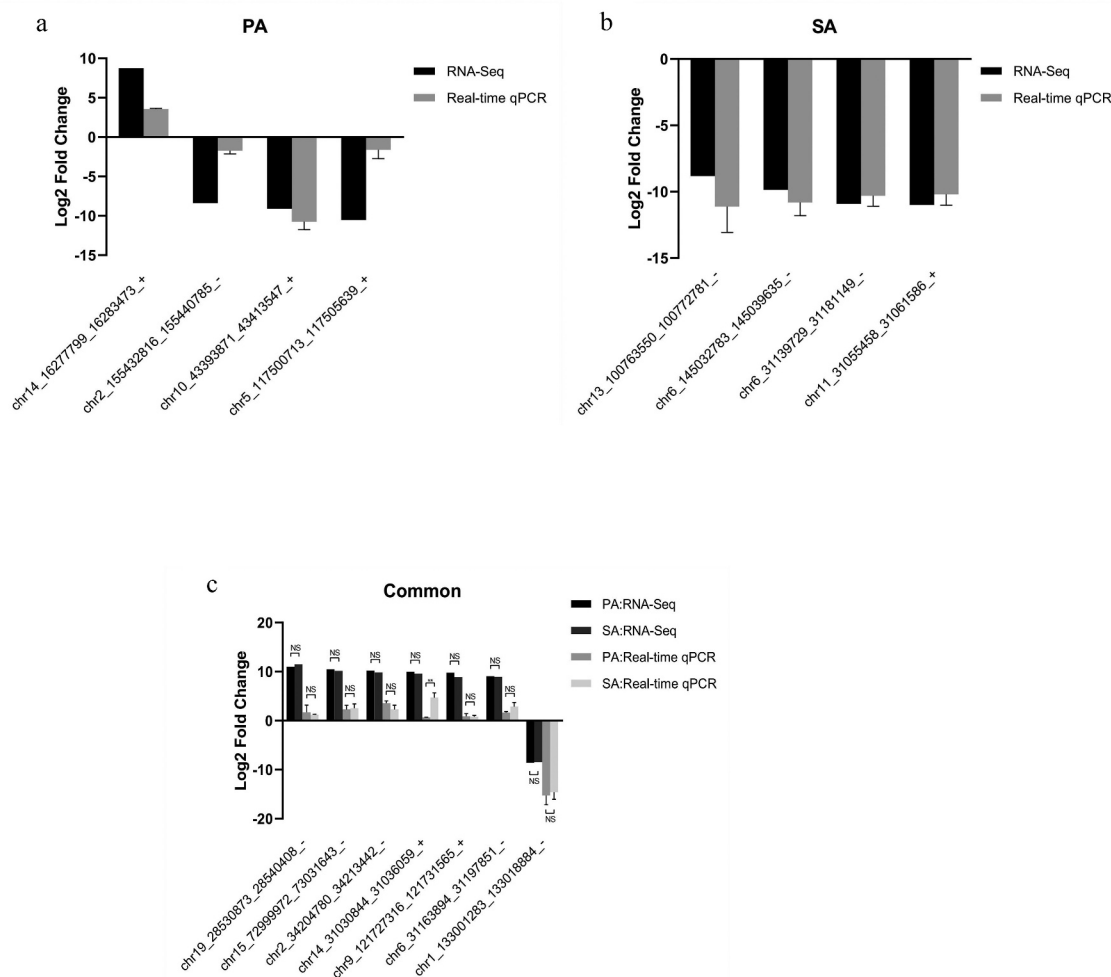 a
PA
Log2 Fold Change
10
5
0
-5
-10
-15
RNA-Seq
Real-time qPCR
chr14_16277799_16283473_+
chr2_155432816_155440785_-
chr10_43393871_43413547_+
chr5_117500713_117505639_+
b
SA
Log2 Fold Change
0
-5
-10
-15
RNA-Seq
Real-time qPCR
chr13_100763550_100772781_-
chr6_145032783_145039635_-
chr6_31139729_31181149_-
chr11_31055458_31061586_+
c
Common
Log2 Fold Change
20
10
0
-10
-20
PA:RNA-Seq
SA:RNA-Seq
PA:Real-time qPCR
SA:Real-time qPCR
NS
NS
NS
NS
NS
NS
NS
**
NS
NS
NS
NS
NS
NS
chr19_28530873_28540408_-
chr15_72999972_73031643_-
chr2_34204780_34213442_-
chr14_31030844_31036059_+
chr9_121727316_121731565_+
chr6_31163894_31197851_-
chr1_133001283_133018884_-